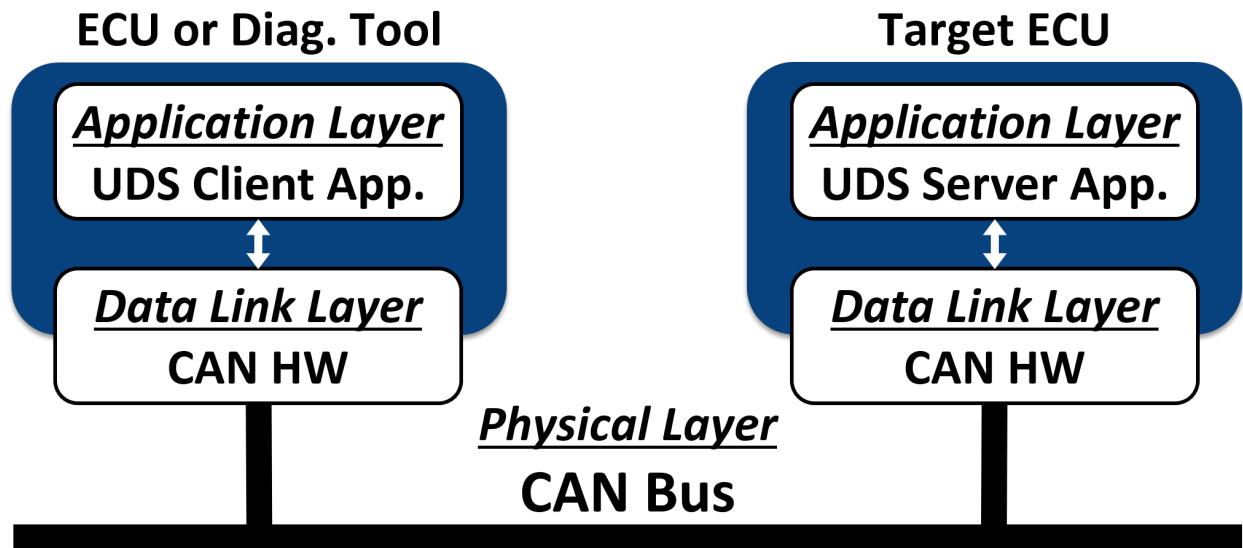 ECU or Diag. Tool
Application Layer
UDS Client App.
Data Link Layer
CAN HW
Target ECU
Application Layer
UDS Server App.
Data Link Layer
CAN HW
Physical Layer
CAN Bus